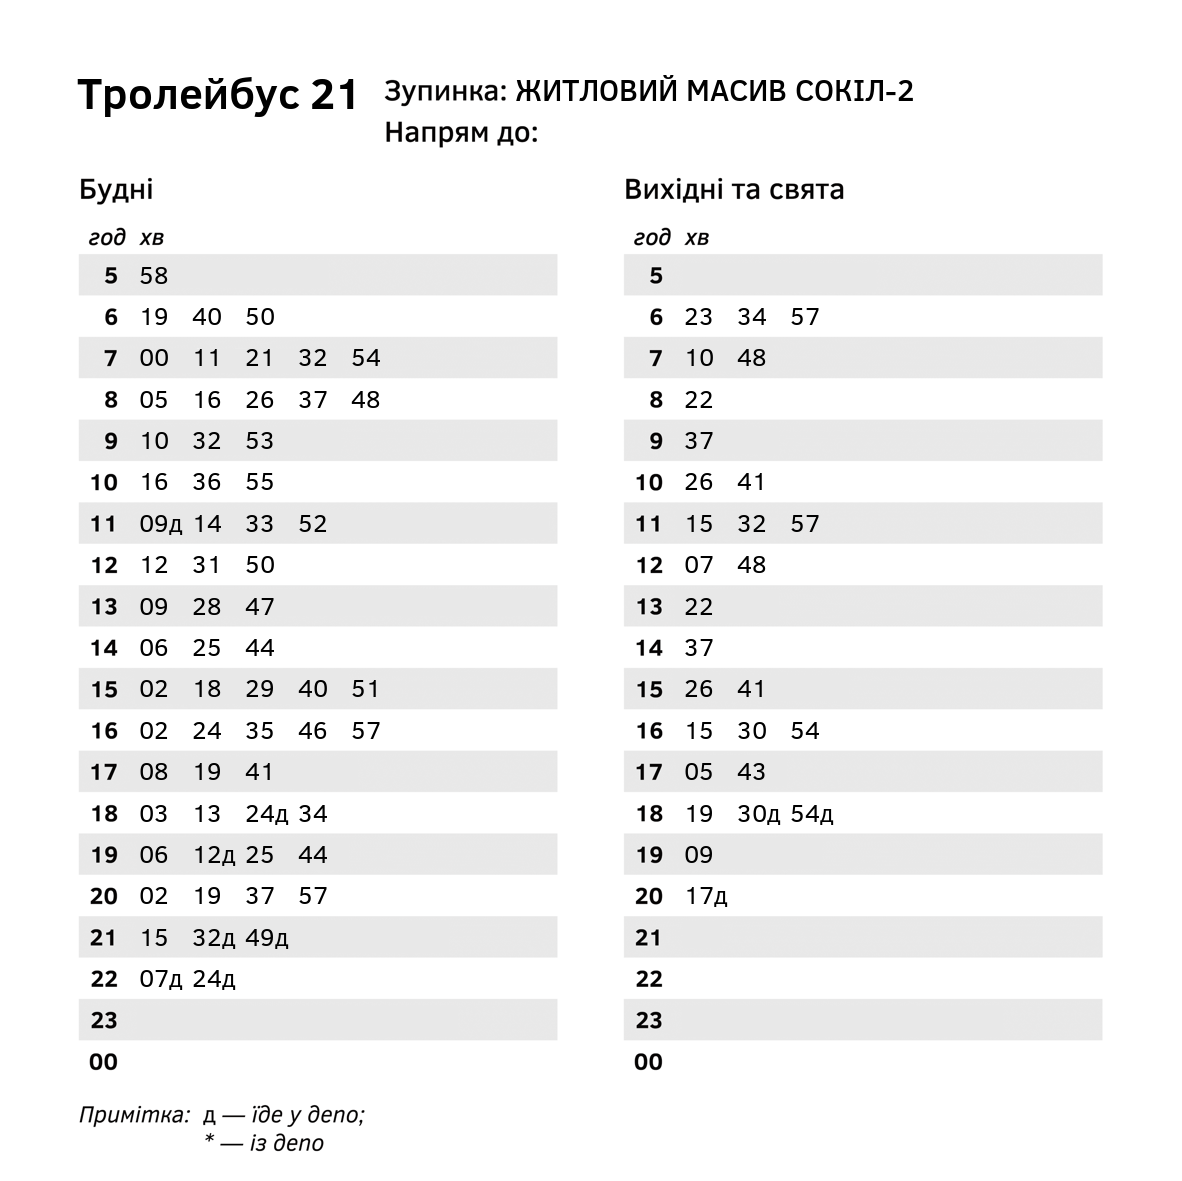 Тролейбус 21
Зупинка: ЖИТЛОВИЙ МАСИВ СОКІЛ-2
Напрям до:
Будні
год хв
5 58
6 19 40 50
7 00 11 21 32 54
8 05 16 26 37 48
9 10 32 53
10 16 36 55
11 09д 14 33 52
12 12 31 50
13 09 28 47
14 06 25 44
15 02 18 29 40 51
16 02 24 35 46 57
17 08 19 41
18 03 13 24д 34
19 06 12д 25 44
20 02 19 37 57
21 15 32д 49д
22 07д 24д
23
00
Вихідні та свята
год хв
5
6 23 34 57
7 10 48
8 22
9 37
10 26 41
11 15 32 57
12 07 48
13 22
14 37
15 26 41
16 15 30 54
17 05 43
18 19 30д 54д
19 09
20 17д
21
22
23
00
Примітка: д — їде у депо;
* — із депо